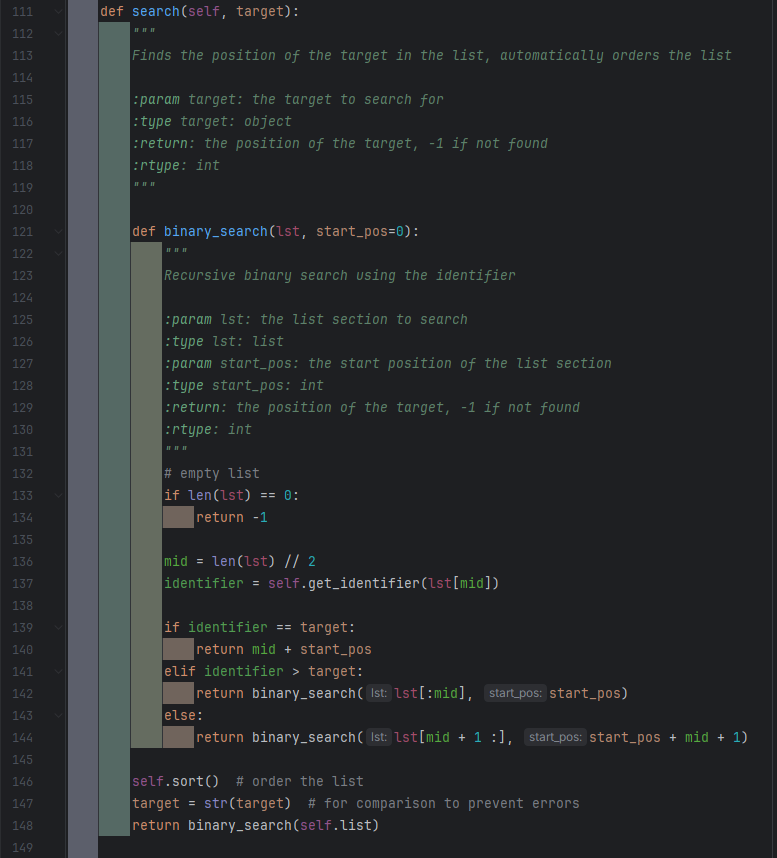 111 def search(self, target):
112 """
113 Finds the position of the target in the list, automatically orders the list
114
115 :param target: the target to search for
116 :type target: object
117 :return: the position of the target, -1 if not found
118 :rtype: int
119 """
120
121 def binary_search(lst, start_pos=0):
122 """
123 Recursive binary search using the identifier
124
125 :param lst: the list section to search
126 :type lst: list
127 :param start_pos: the start position of the list section
128 :type start_pos: int
129 :return: the position of the target, -1 if not found
130 :rtype: int
131 """
132 # empty list
133 if len(lst) == 0:
134 return -1
135
136 mid = len(lst) // 2
137 identifier = self.get_identifier(lst[mid])
138
139 if identifier == target:
140 return mid + start_pos
141 elif identifier > target:
142 return binary_search( lst: lst[:mid], start_pos: start_pos)
143 else:
144 return binary_search( lst: lst[mid + 1 :], start_pos: start_pos + mid + 1)
145
146 self.sort()  # order the list
147 target = str(target)  # for comparison to prevent errors
148 return binary_search(self.list)
149